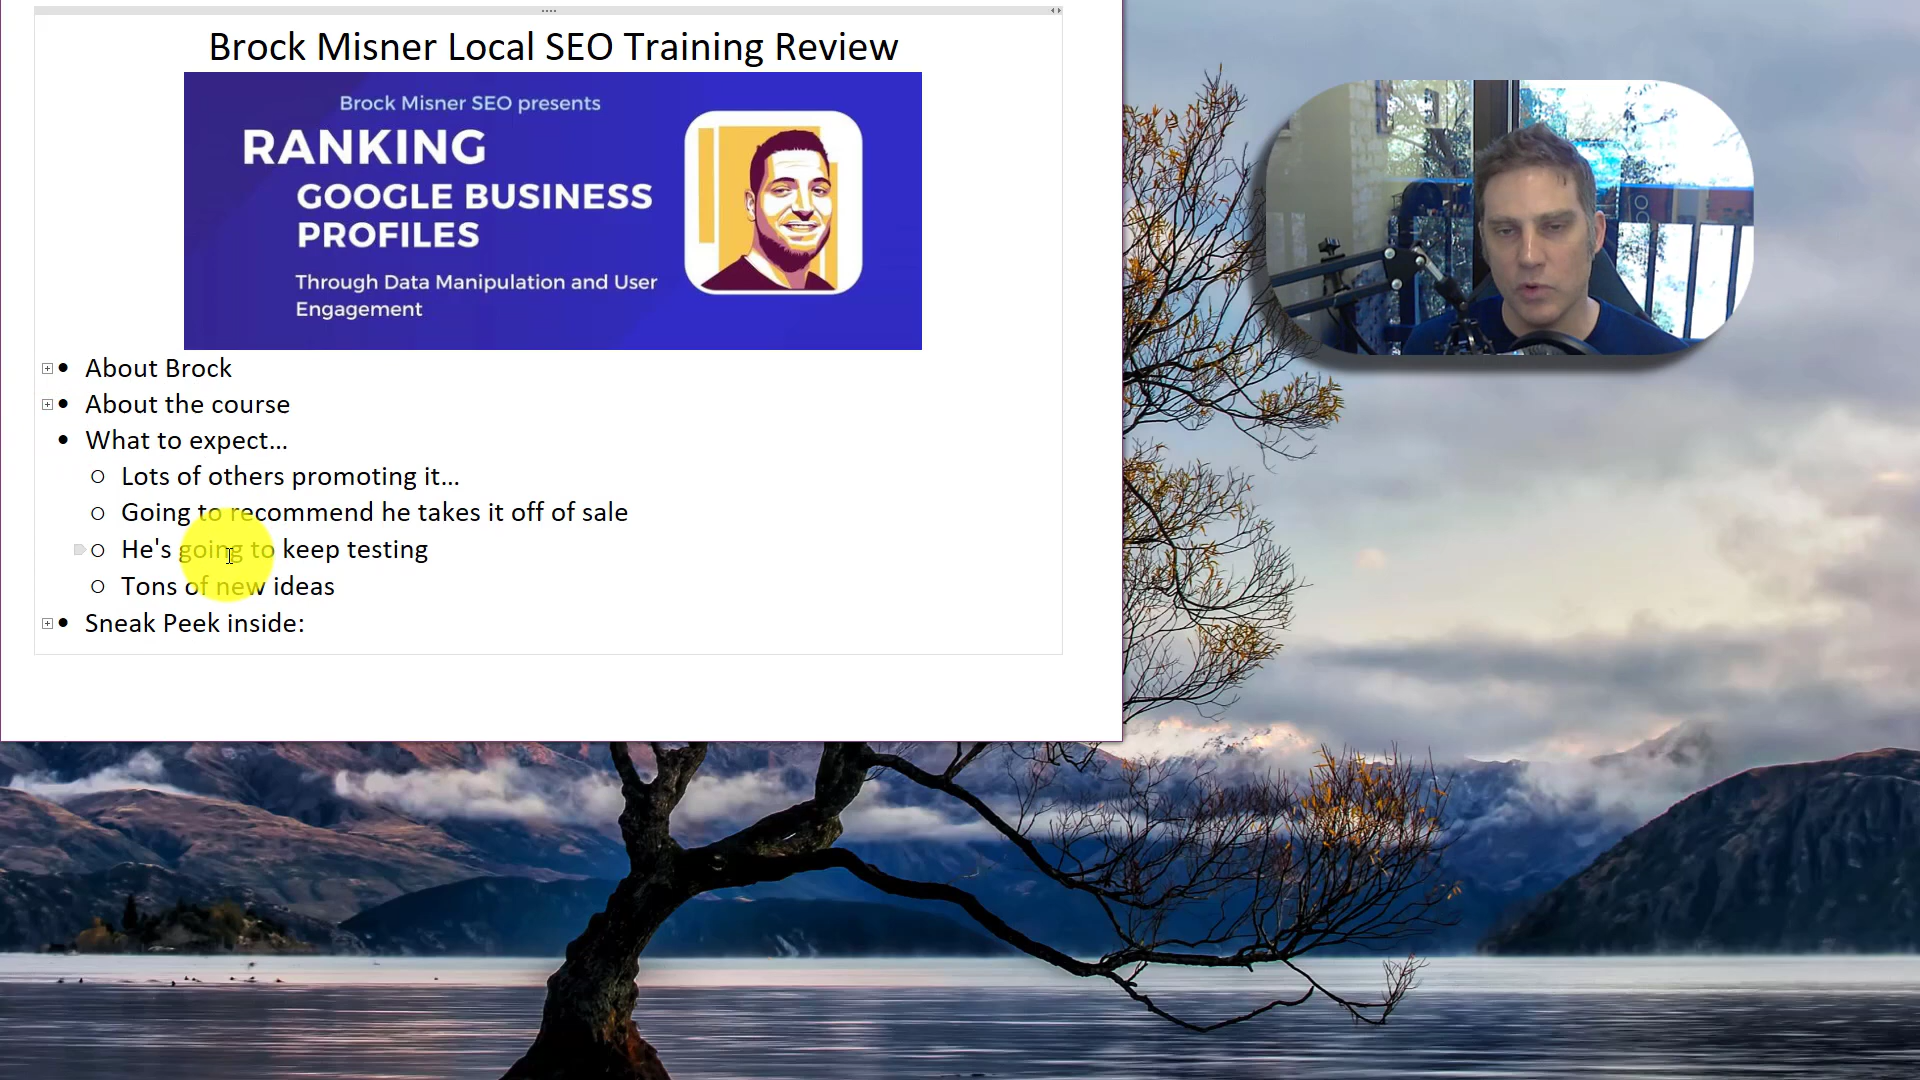 Brock Misner Local SEO Training Review
Brock Misner SEO presents
RANKING
GOOGLE BUSINESS
PROFILES
Through Data Manipulation and User
Engagement
• About Brock
• About the course
• What to expect...
○ Lots of others promoting it...
○ Going to recommend he takes it off of sale
○ He's going to keep testing
○ Tons of new ideas
• Sneak Peek inside: